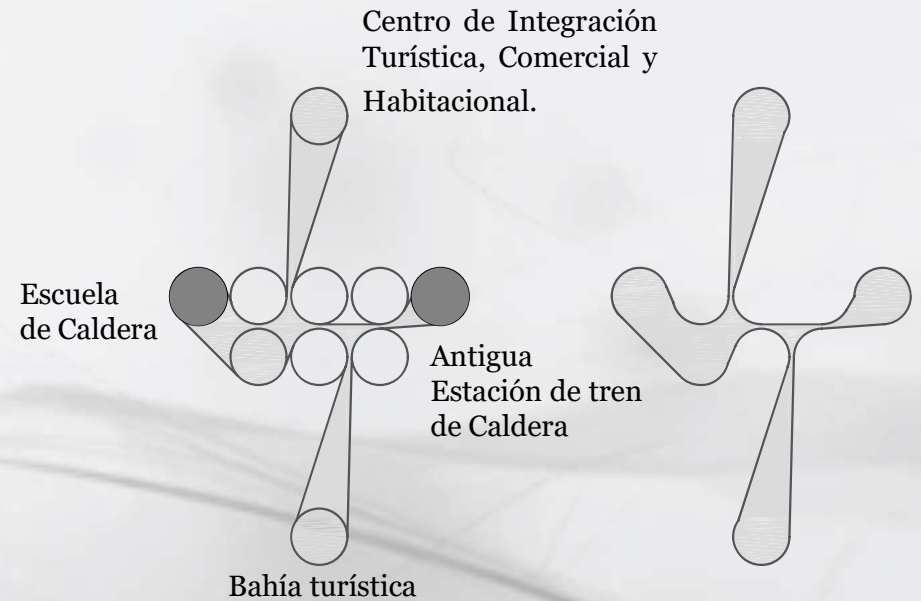 Centro de Integración
Turística, Comercial y
Habitacional.
Escuela
de Caldera
Antigua
Estación de tren
de Caldera
Bahía turística